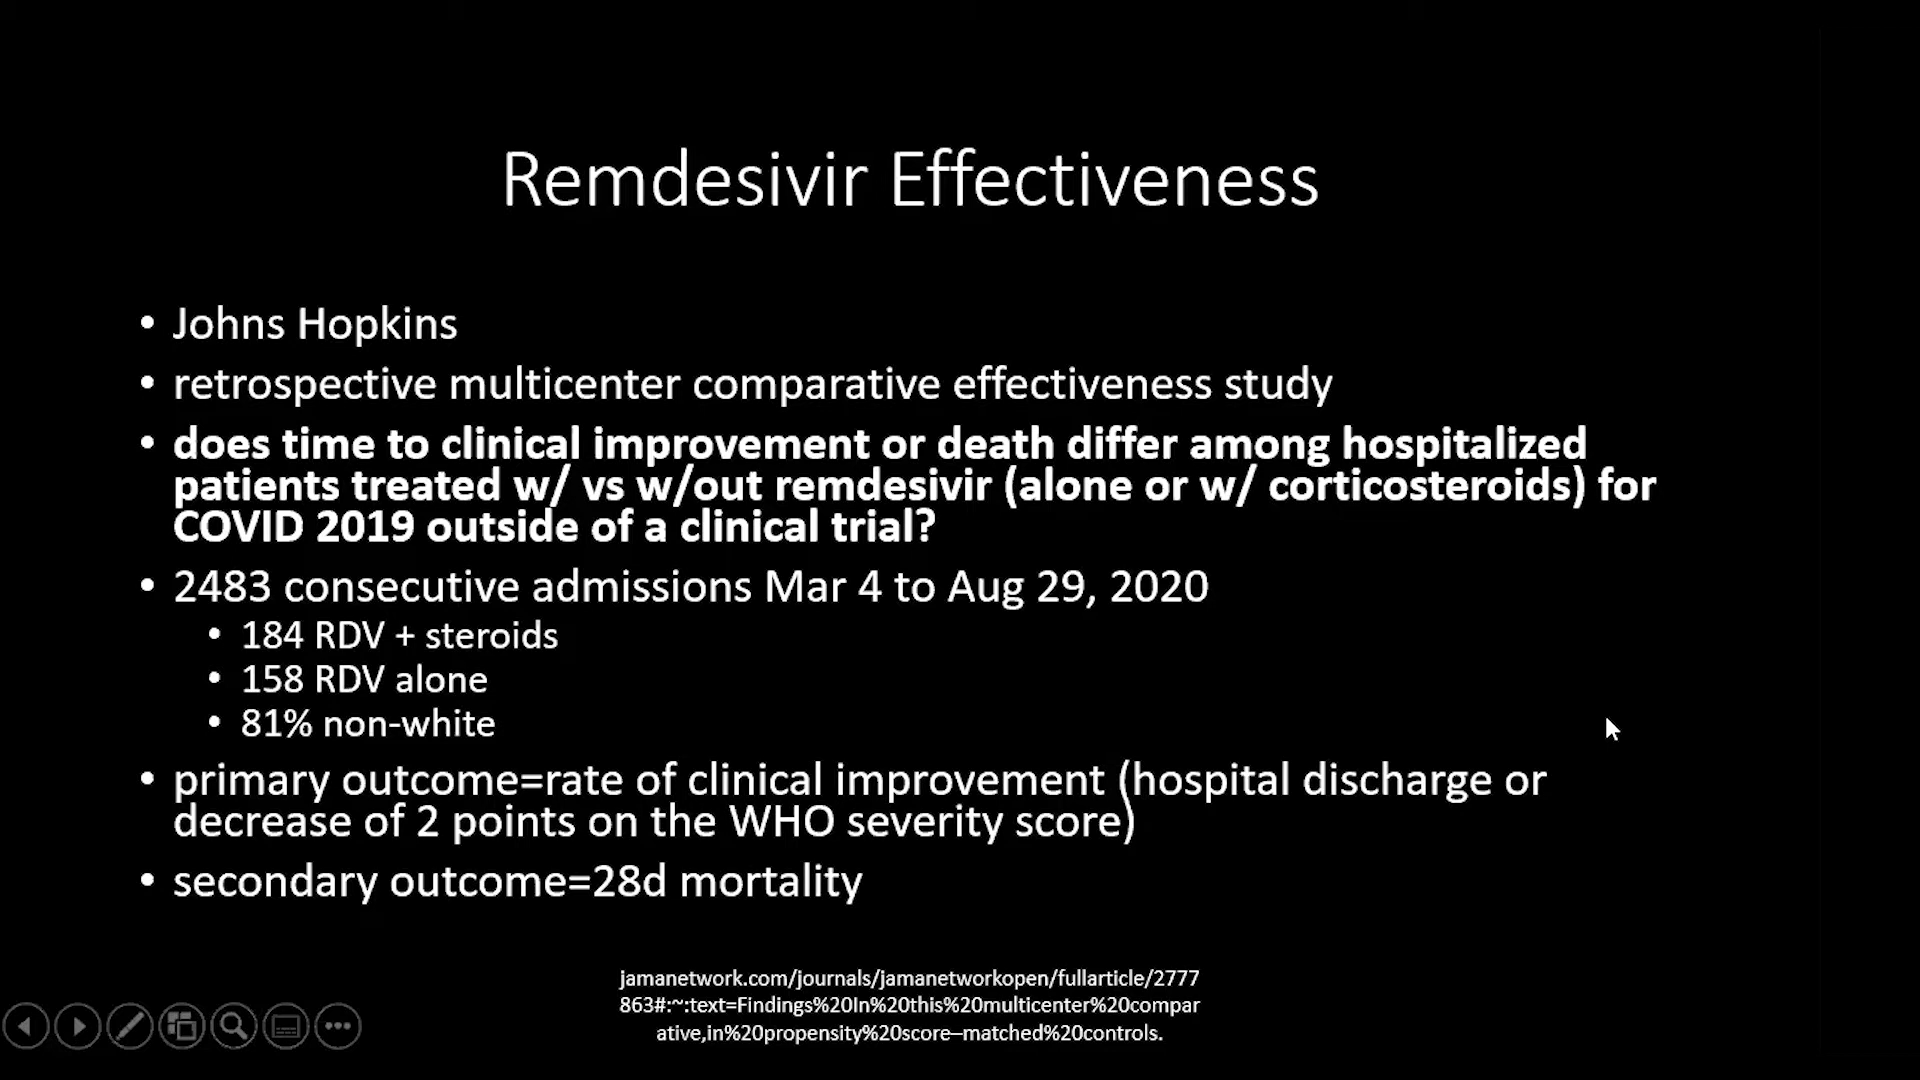 Remdesivir Effectiveness
• Johns Hopkins
• retrospective multicenter comparative effectiveness study
• does time to clinical improvement or death differ among hospitalized
patients treated w/ vs w/out remdesivir (alone or w/ corticosteroids) for
COVID 2019 outside of a clinical trial?
• 2483 consecutive admissions Mar 4 to Aug 29, 2020
• 184 RDV + steroids
• 158 RDV alone
• 81% non-white
• primary outcome=rate of clinical improvement (hospital discharge or
decrease of 2 points on the WHO severity score)
• secondary outcome=28d mortality
jamanetwork.com/journals/jamanetworkopen/fullarticle/2777
863#:~:text=Findings%20In%20this%20multicenter%20compar
ative,in%20propensity%20score–matched%20controls.